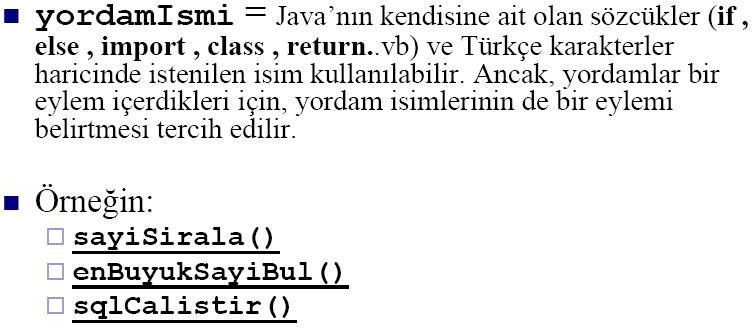 yordamIsmi = Java’nın kendisine ait olan sözcükler (if ,
else , import , class , return..vb) ve Türkçe karakterler
haricinde istenilen isim kullanılabilir. Ancak, yordamlar bir
eylem içerdikleri için, yordam isimlerinin de bir eylemi
belirtmesi tercih edilir.
Örneğin:
sayiSirala()
enBuyukSayiBul()
sqlCalistir()